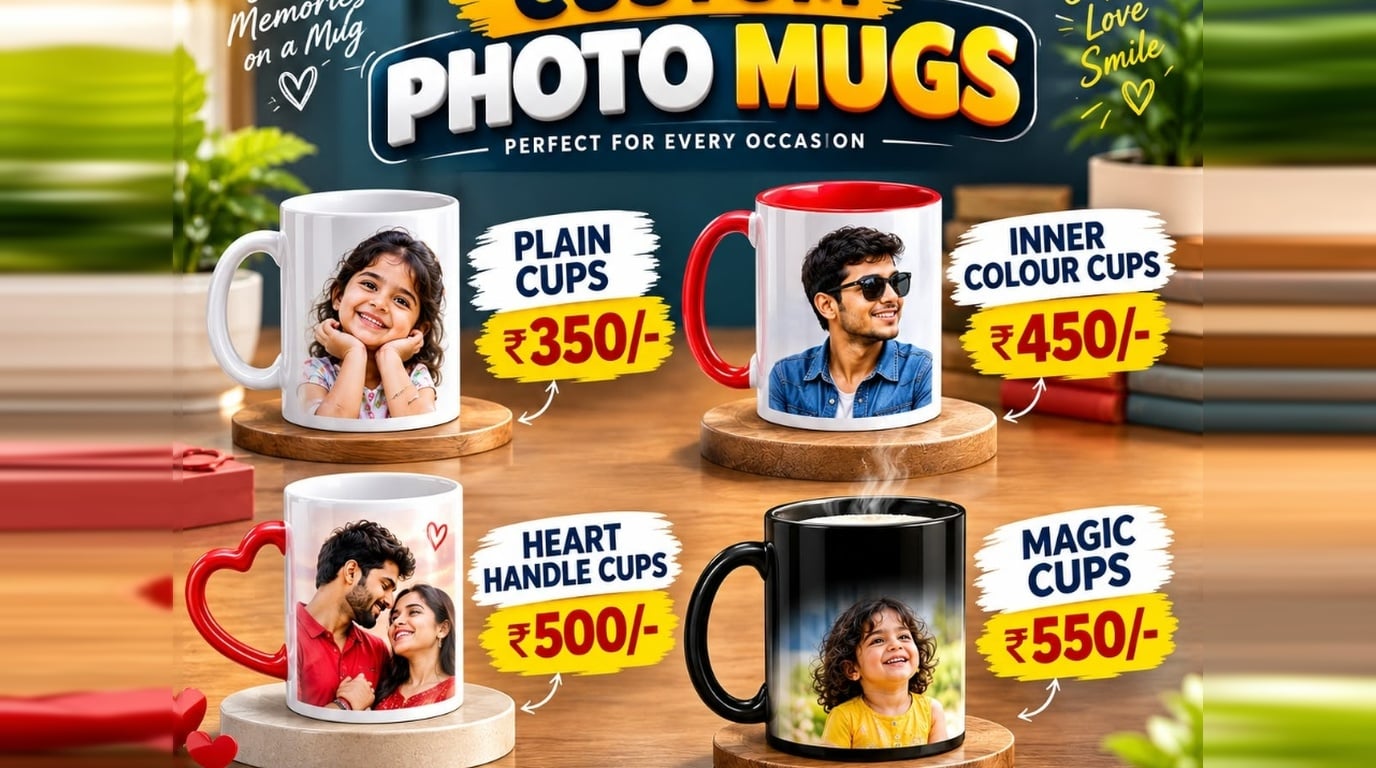 Memories
on a Mug
CUSTOM
PHOTO MUGS
PERFECT FOR EVERY OCCASION
Love
Smile
PLAIN
CUPS
₹350/-
INNER
COLOUR CUPS
₹450/-
HEART
HANDLE CUPS
₹500/-
MAGIC
CUPS
₹550/-